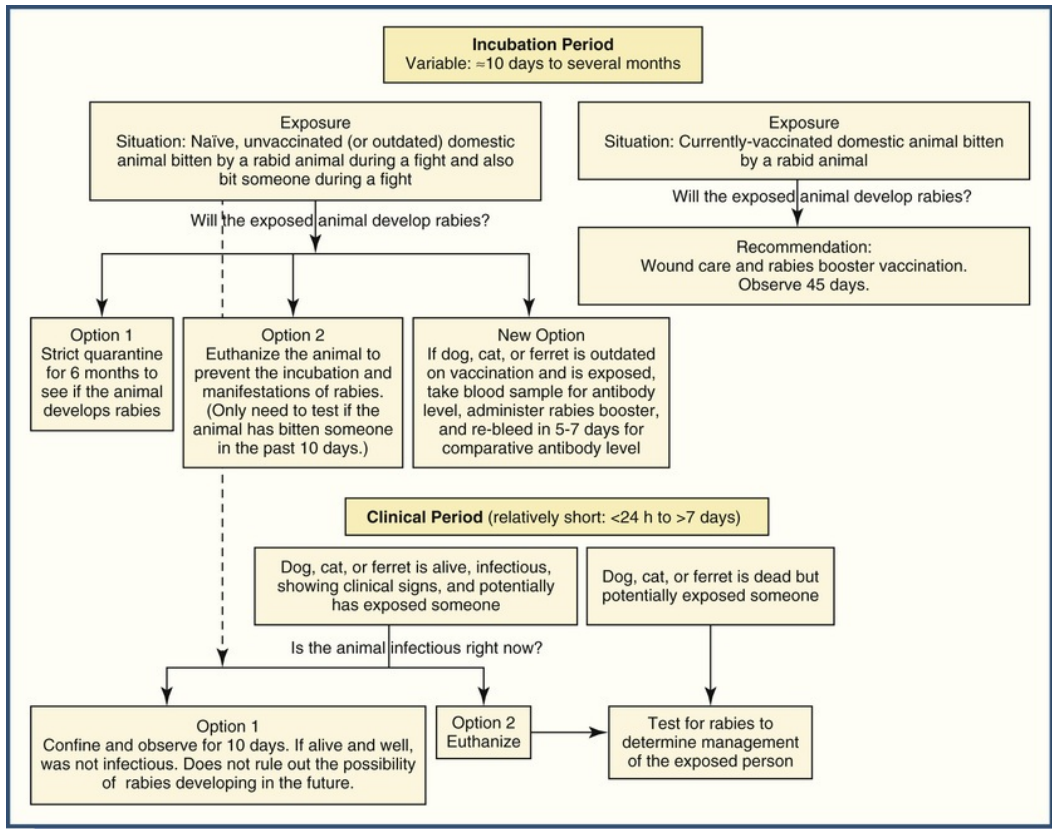 Incubation Period
Variable: ≈10 days to several months
Exposure
Situation: Naïve, unvaccinated (or outdated) domestic
animal bitten by a rabid animal during a fight and also
bit someone during a fight
Exposure
Situation: Currently-vaccinated domestic animal bitten
by a rabid animal
Will the exposed animal develop rabies?
Will the exposed animal develop rabies?
Recommendation:
Wound care and rabies booster vaccination.
Observe 45 days.
Option 1
Strict quarantine
for 6 months to
see if the animal
develops rabies
Option 2
Euthanize the animal to
prevent the incubation and
manifestations of rabies.
(Only need to test if the
animal has bitten someone
in the past 10 days.)
New Option
If dog, cat, or ferret is outdated
on vaccination and is exposed,
take blood sample for antibody
level, administer rabies booster,
and re-bleed in 5-7 days for
comparative antibody level
Clinical Period (relatively short: <24 h to >7 days)
Dog, cat, or ferret is alive, infectious,
showing clinical signs, and potentially
has exposed someone
Dog, cat, or ferret is dead but
potentially exposed someone
Is the animal infectious right now?
Option 1
Confine and observe for 10 days. If alive and well,
was not infectious. Does not rule out the possibility
of rabies developing in the future.
Option 2
Euthanize
Test for rabies to
determine management
of the exposed person